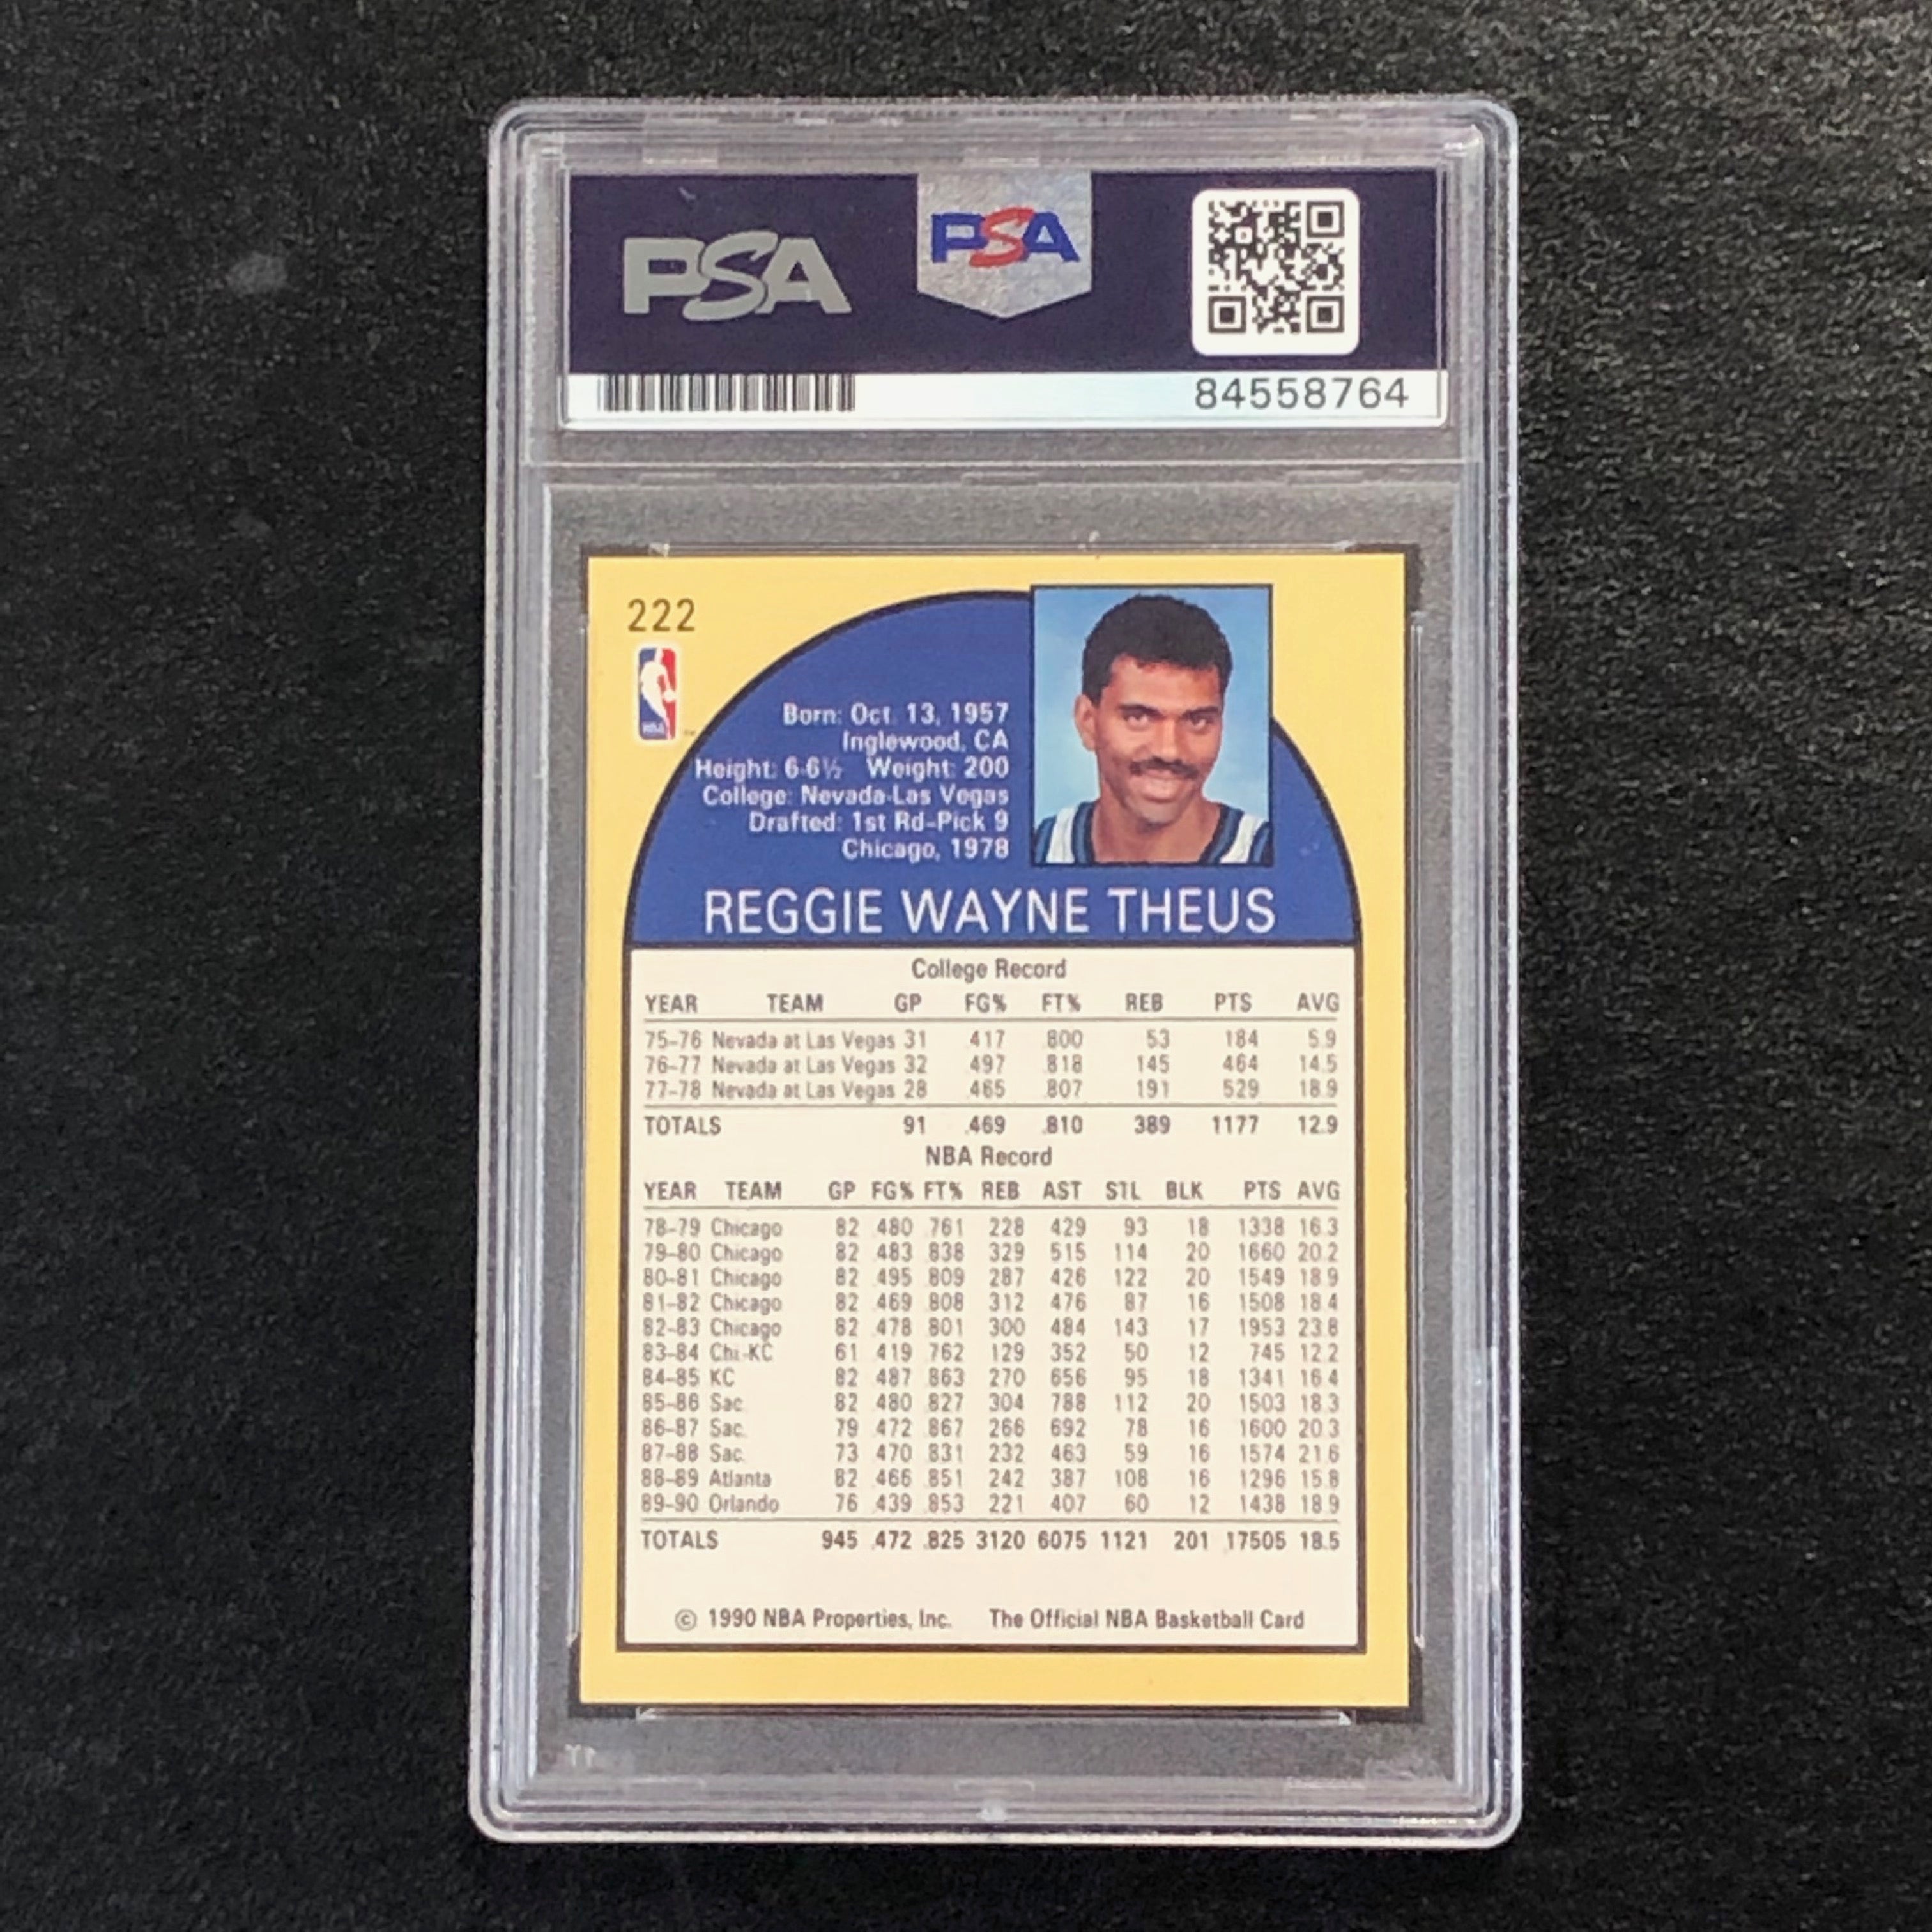 PSA
PSA
84558764
222
NBA
Born: Oct. 13, 1957
Inglewood, CA
Height: 6-6½ Weight: 200
College: Nevada-Las Vegas
Drafted: 1st Rd-Pick 9
Chicago, 1978
REGGIE WAYNE THEUS
College Record
YEAR TEAM GP FG% FT% REB PTS AVG
75-76 Nevada at Las Vegas 31 .417 .800 53 184 5.9
76-77 Nevada at Las Vegas 32 .497 .818 145 464 14.5
77-78 Nevada at Las Vegas 28 .465 .807 191 529 18.9
TOTALS 91 .469 .810 389 1177 12.9
NBA Record
YEAR TEAM GP FG% FT% REB AST STL BLK PTS AVG
78-79 Chicago 82 .480 .761 228 429 93 18 1338 16.3
79-80 Chicago 82 .483 .838 329 515 114 20 1660 20.2
80-81 Chicago 82 .495 .809 287 426 122 20 1549 18.9
81-82 Chicago 82 .469 .808 312 476 87 16 1508 18.4
82-83 Chicago 82 .478 .801 300 484 143 17 1953 23.8
83-84 Chi.-KC 61 .419 .762 129 352 50 12 745 12.2
84-85 KC 82 .487 .863 270 656 95 18 1341 16.4
85-86 Sac. 82 .480 .827 304 788 112 20 1503 18.3
86-87 Sac. 79 .472 .867 266 692 78 16 1600 20.3
87-88 Sac. 73 .470 .831 232 463 59 16 1574 21.6
88-89 Atlanta 82 .466 .851 242 387 108 16 1296 15.8
89-90 Orlando 76 .439 .853 221 407 60 12 1438 18.9
TOTALS 945 .472 .825 3120 6075 1121 201 17505 18.5
© 1990 NBA Properties, Inc. The Official NBA Basketball Card